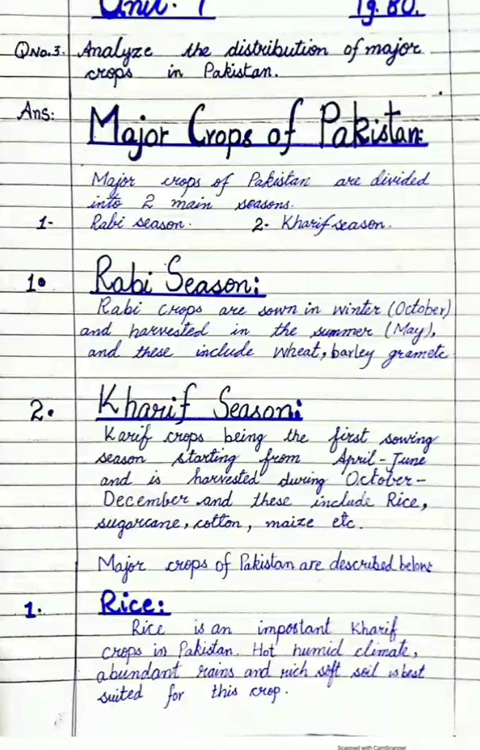 Unit. 1 Pg. 80.
QNo.3. Analyze the distribution of major
crops in Pakistan.
Ans: Major Crops of Pakistan:
Major crops of Pakistan are divided
into 2 main seasons.
1- Rabi season. 2- Kharif season.
1. Rabi Season:
Rabi crops are sown in winter (October)
and harvested in the summer (May),
and these include wheat, barley grametc
2. Kharif Season:
Karif crops being the first sowing
season starting from April-June
and is harvested during October-
December and these include Rice,
sugarcane, cotton, maize etc.
Major crops of Pakistan are described below
1. Rice:
Rice is an important Kharif
crops in Pakistan. Hot humid climate,
abundant rains and rich soft soil is best
suited for this crop.
Scanned with CamScanner